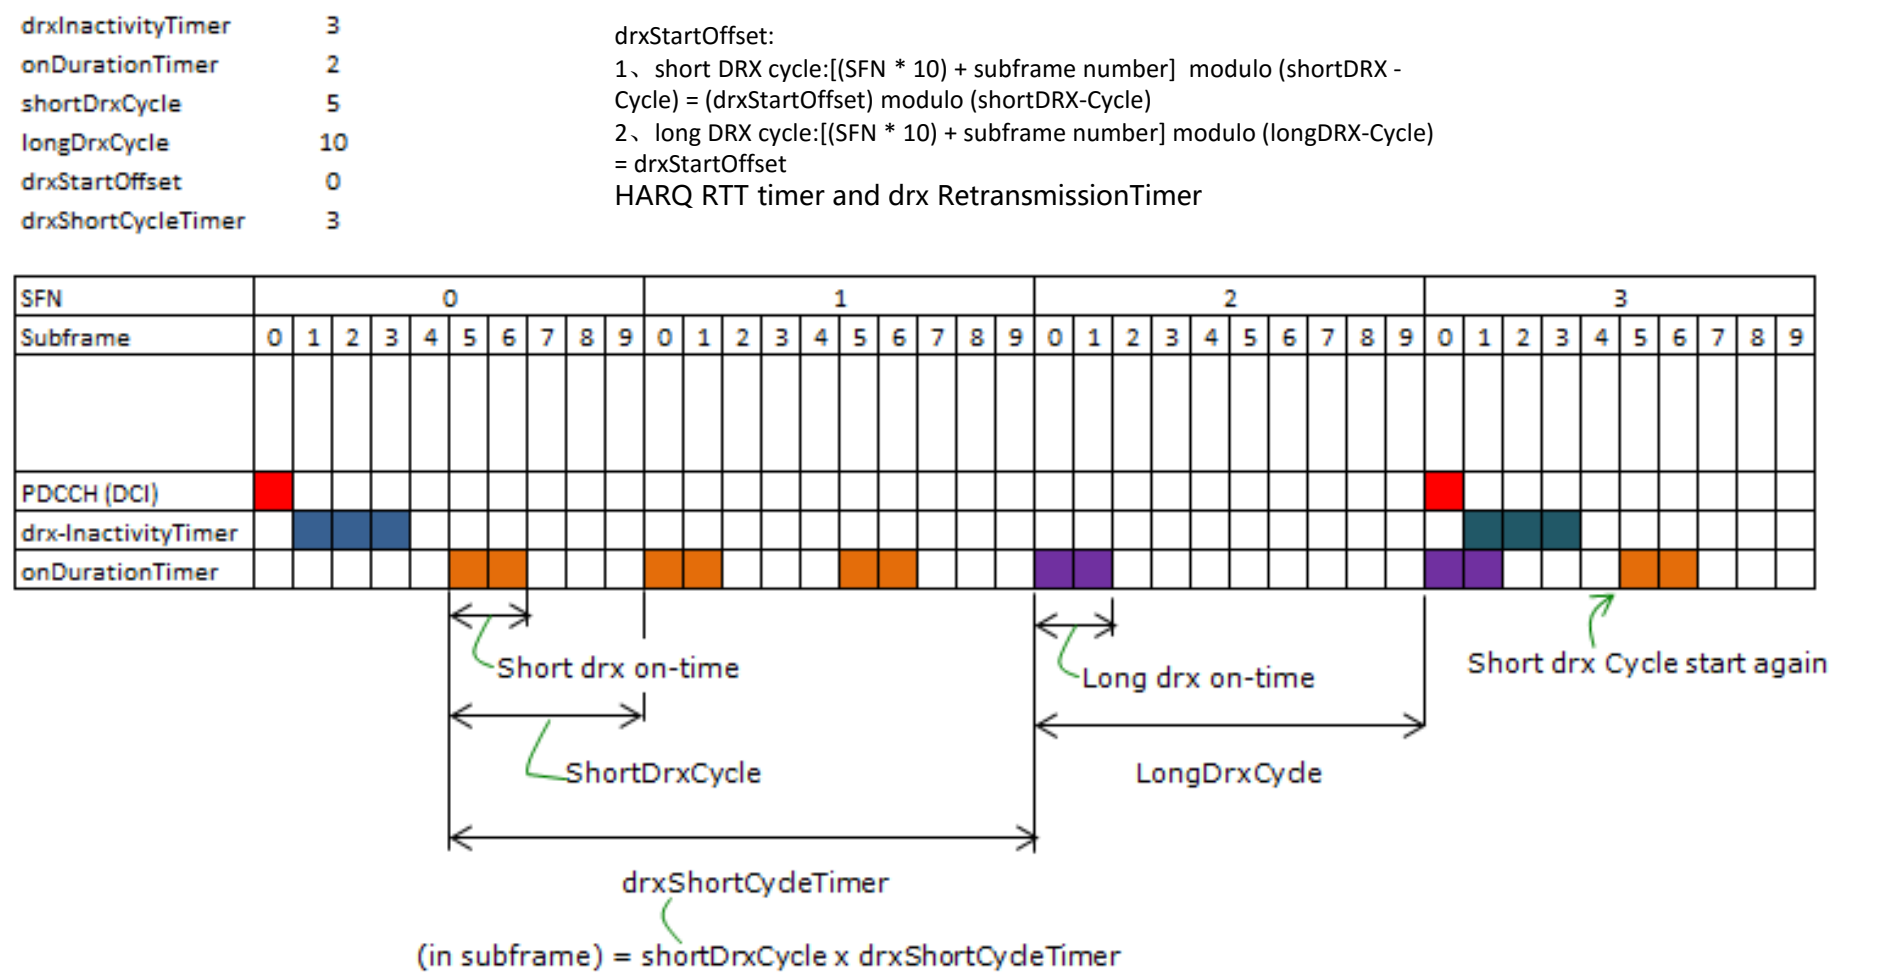 drxInactivityTimer 3
onDurationTimer 2
shortDrxCycle 5
longDrxCycle 10
drxStartOffset 0
drxShortCycleTimer 3
drxStartOffset:
1、short DRX cycle:[(SFN * 10) + subframe number] modulo (shortDRX -
Cycle) = (drxStartOffset) modulo (shortDRX-Cycle)
2、long DRX cycle:[(SFN * 10) + subframe number] modulo (longDRX-Cycle)
= drxStartOffset
HARQ RTT timer and drx RetransmissionTimer
SFN 0 1 2 3
Subframe 0 1 2 3 4 5 6 7 8 9 0 1 2 3 4 5 6 7 8 9 0 1 2 3 4 5 6 7 8 9 0 1 2 3 4 5 6 7 8 9
PDCCH (DCI)
drx-InactivityTimer
onDurationTimer
Short drx on-time
Long drx on-time
Short drx Cycle start again
ShortDrxCycle
LongDrxCycle
drxShortCycleTimer
(in subframe) = shortDrxCycle x drxShortCycleTimer